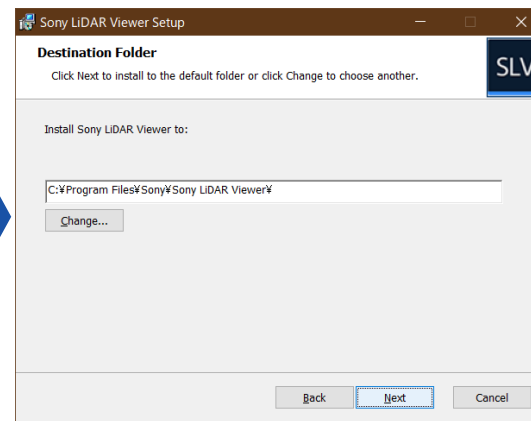 Sony LiDAR Viewer Setup
Destination Folder
Click Next to install to the default folder or click Change to choose another.
SLV
Install Sony LiDAR Viewer to:
C:¥Program Files¥Sony¥Sony LiDAR Viewer¥
Change...
Back Next Cancel